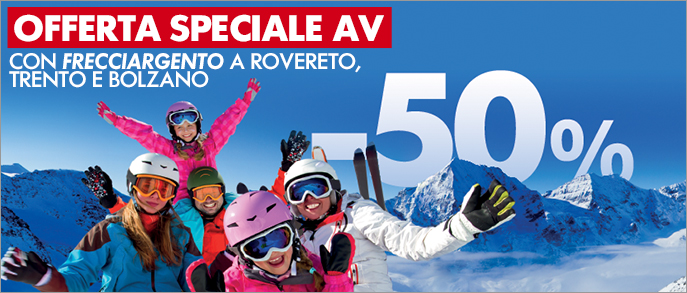 OFFERTA SPECIALE AV
CON FRECCIARGENTO A ROVERETO,
TRENTO E BOLZANO
-50%